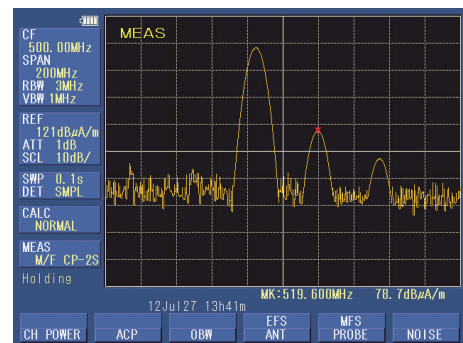 CF
500.00MHz
SPAN
200MHz
RBW 3MHz
VBW 1MHz
REF
121dBμA/m
ATT 1dB
SCL 10dB/
SWP 0.1s
DET SMPL
CALC
NORMAL
MEAS
M/F CP-2S
Holding
MEAS
MK:519.600MHz 78.7dBμA/m
12Jul27 13h41m
CH POWER
ACP
OBW
EFS
ANT
MFS
PROBE
NOISE